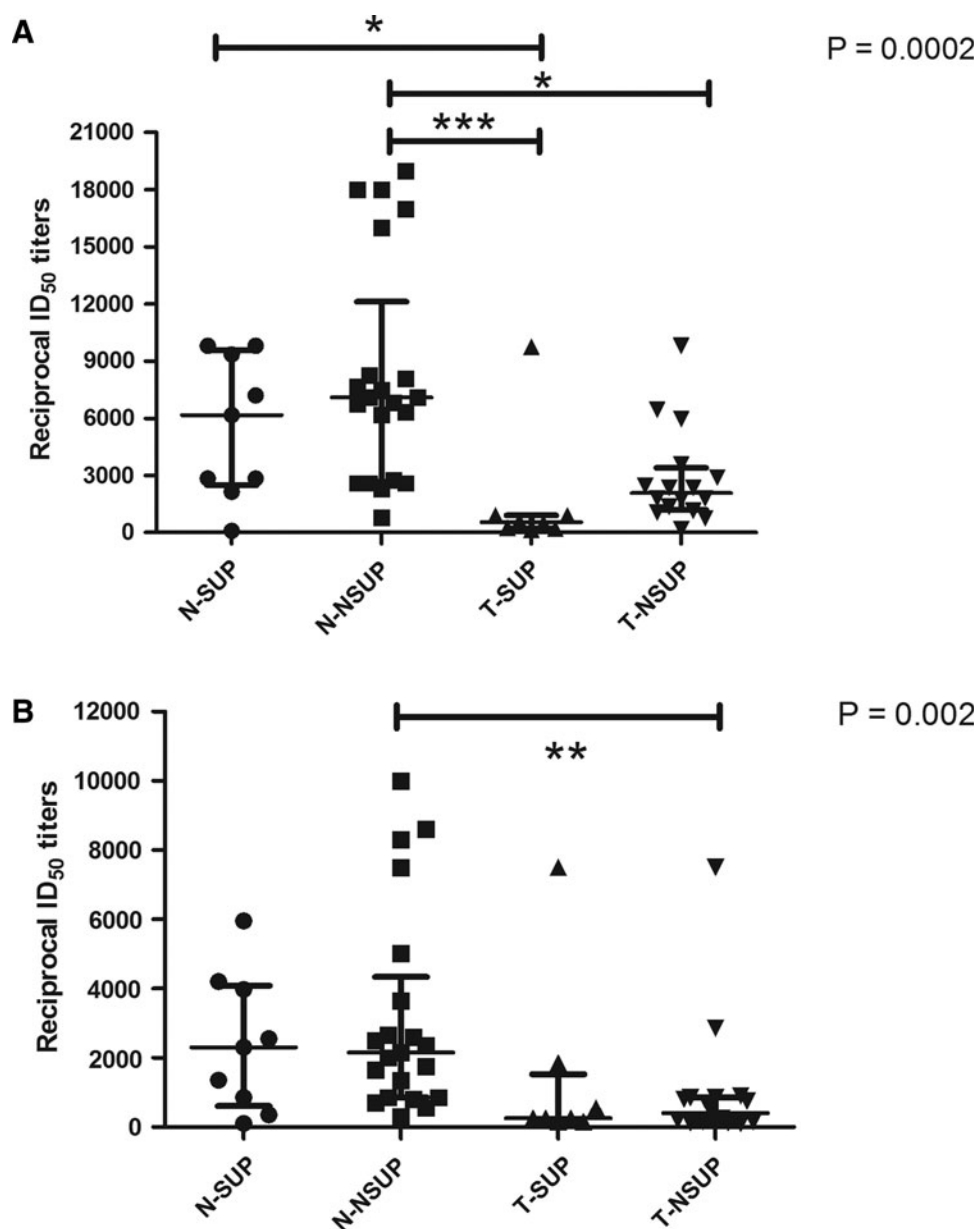 A
*
P = 0.0002
*
***
Reciprocal ID₅₀ titers
21000
18000
15000
12000
9000
6000
3000
0
N-SUP
N-NSUP
T-SUP
T-NSUP
B
P = 0.002
**
Reciprocal ID₅₀ titers
12000
10000
8000
6000
4000
2000
0
N-SUP
N-NSUP
T-SUP
T-NSUP